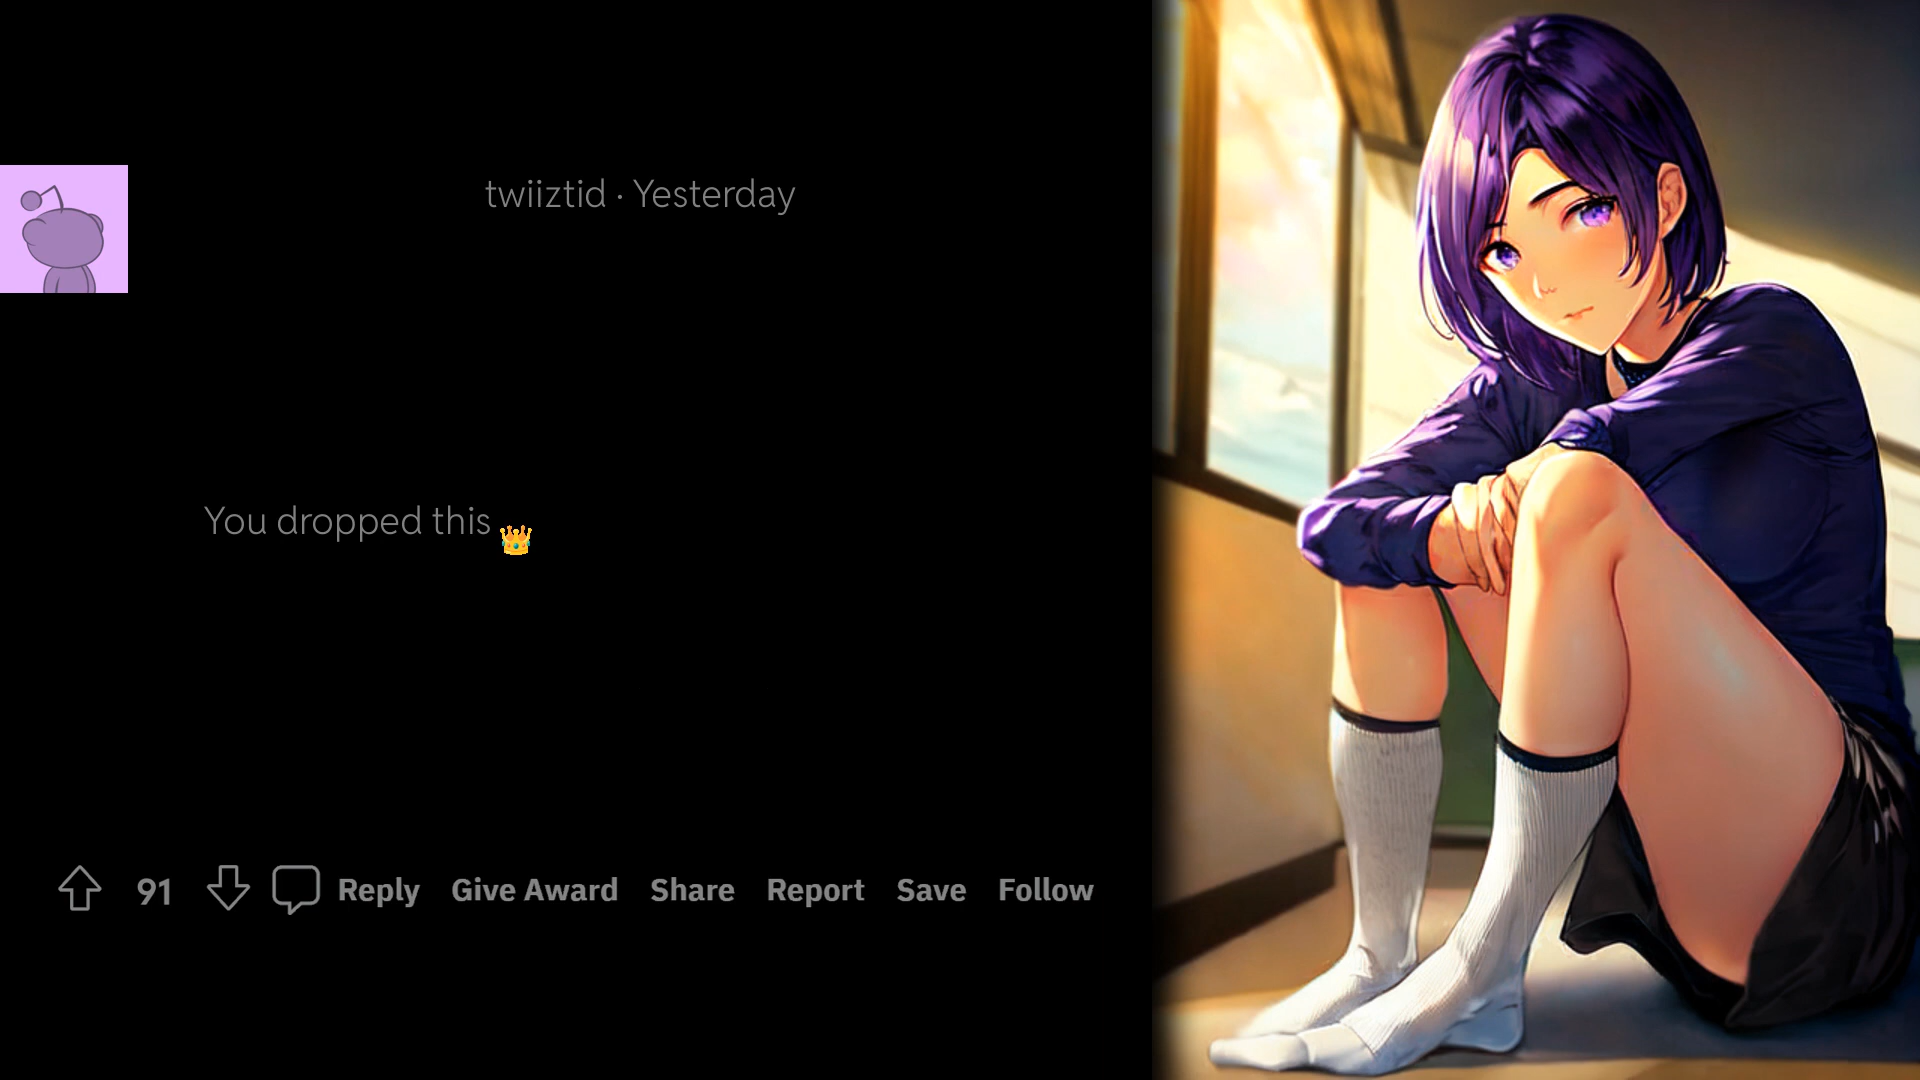 twiiztid · Yesterday
You dropped this 👑
91 Reply Give Award Share Report Save Follow